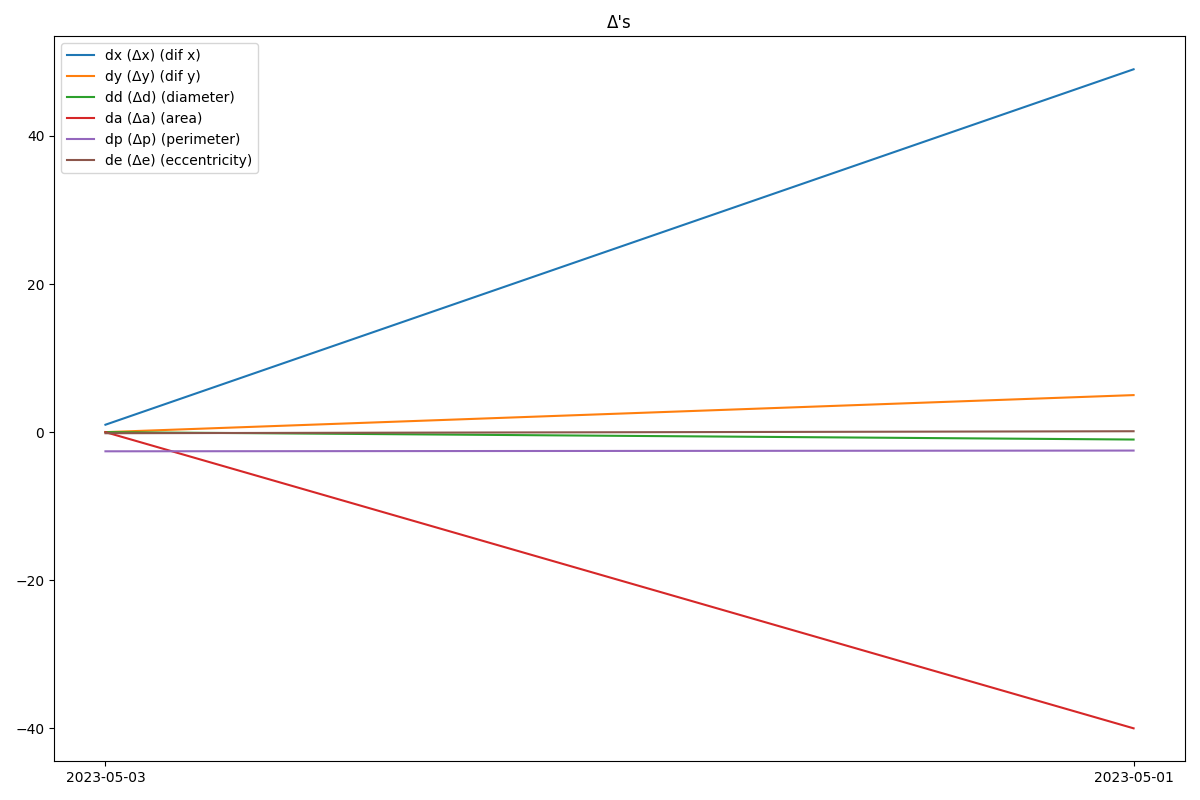 Δ's
dx (Δx) (dif x)
dy (Δy) (dif y)
dd (Δd) (diameter)
da (Δa) (area)
dp (Δp) (perimeter)
de (Δe) (eccentricity)
40
20
0
−20
−40
2023-05-03 2023-05-01